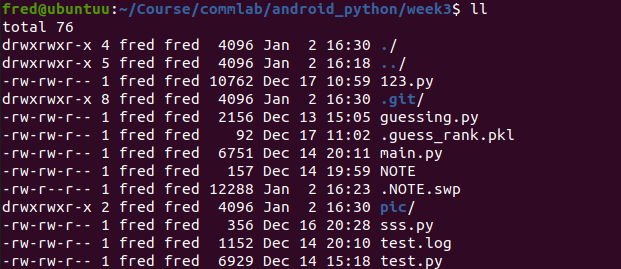 fred@ubuntuu:~/Course/commlab/android_python/week3$ ll
total 76
drwxrwxr-x 4 fred fred  4096 Jan  2 16:30 ./
drwxrwxr-x 5 fred fred  4096 Jan  2 16:18 ../
-rw-rw-r-- 1 fred fred 10762 Dec 17 10:59 123.py
drwxrwxr-x 8 fred fred  4096 Jan  2 16:30 .git/
-rw-rw-r-- 1 fred fred  2156 Dec 13 15:05 guessing.py
-rw-rw-r-- 1 fred fred    92 Dec 17 11:02 .guess_rank.pkl
-rw-rw-r-- 1 fred fred  6751 Dec 14 20:11 main.py
-rw-rw-r-- 1 fred fred   157 Dec 14 19:59 NOTE
-rw-r--r-- 1 fred fred 12288 Jan  2 16:23 .NOTE.swp
drwxrwxr-x 2 fred fred  4096 Jan  2 16:30 pic/
-rw-rw-r-- 1 fred fred   356 Dec 16 20:28 sss.py
-rw-rw-r-- 1 fred fred  1152 Dec 14 20:10 test.log
-rw-rw-r-- 1 fred fred  6929 Dec 14 15:18 test.py